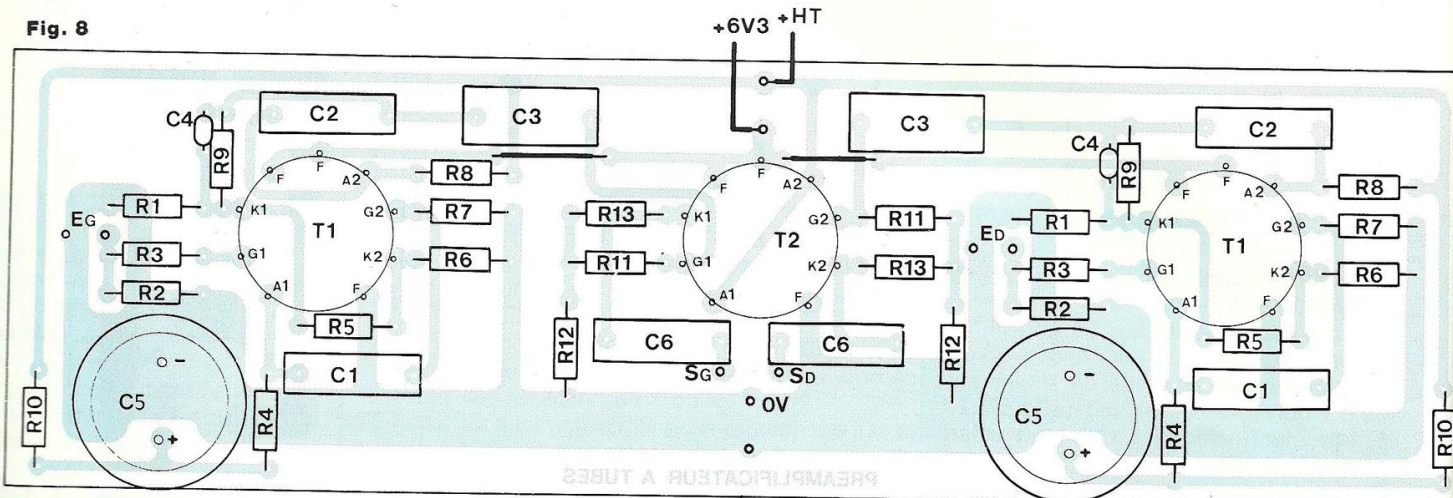 Fig. 8
+6V3 +HT
C4 C2 C3 C3 C4 C2
R9 R9
F F A2 F F A2 F F A2
R8 R8
R1 K1 T1 G2 R7 R13 K1 T2 G2 R11 R1 K1 T1 G2 R7
EG ED
R3 G1 K2 R6 R11 G1 K2 R13 R3 G1 K2 R6
R2 A1 F A1 F R2 A1 F
R5 R5
R12 C6 C6 R12
C1 C1
SG SD
- -
R10 C5 R4 0V C5 R4 R10
+ +
PREAMPLIFICATEUR A TUBES